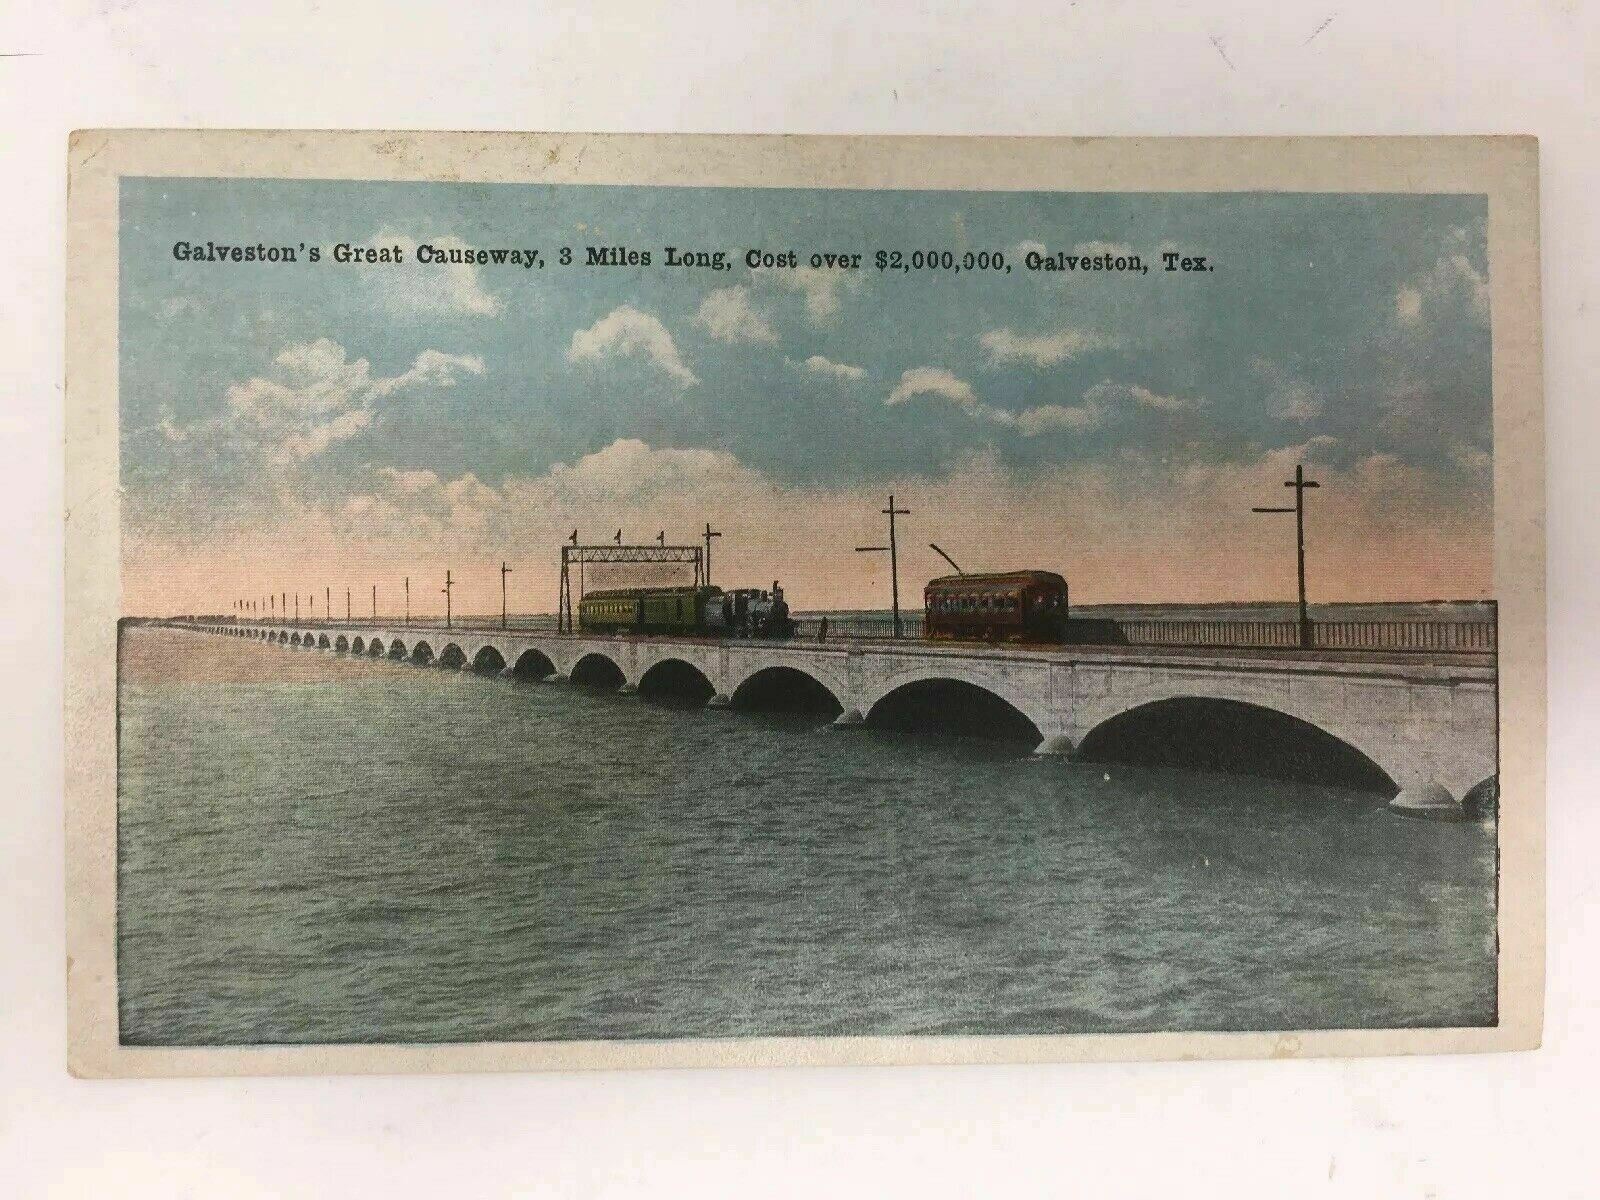 Galveston's Great Causeway, 3 Miles Long, Cost over $2,000,000, Galveston, Tex.